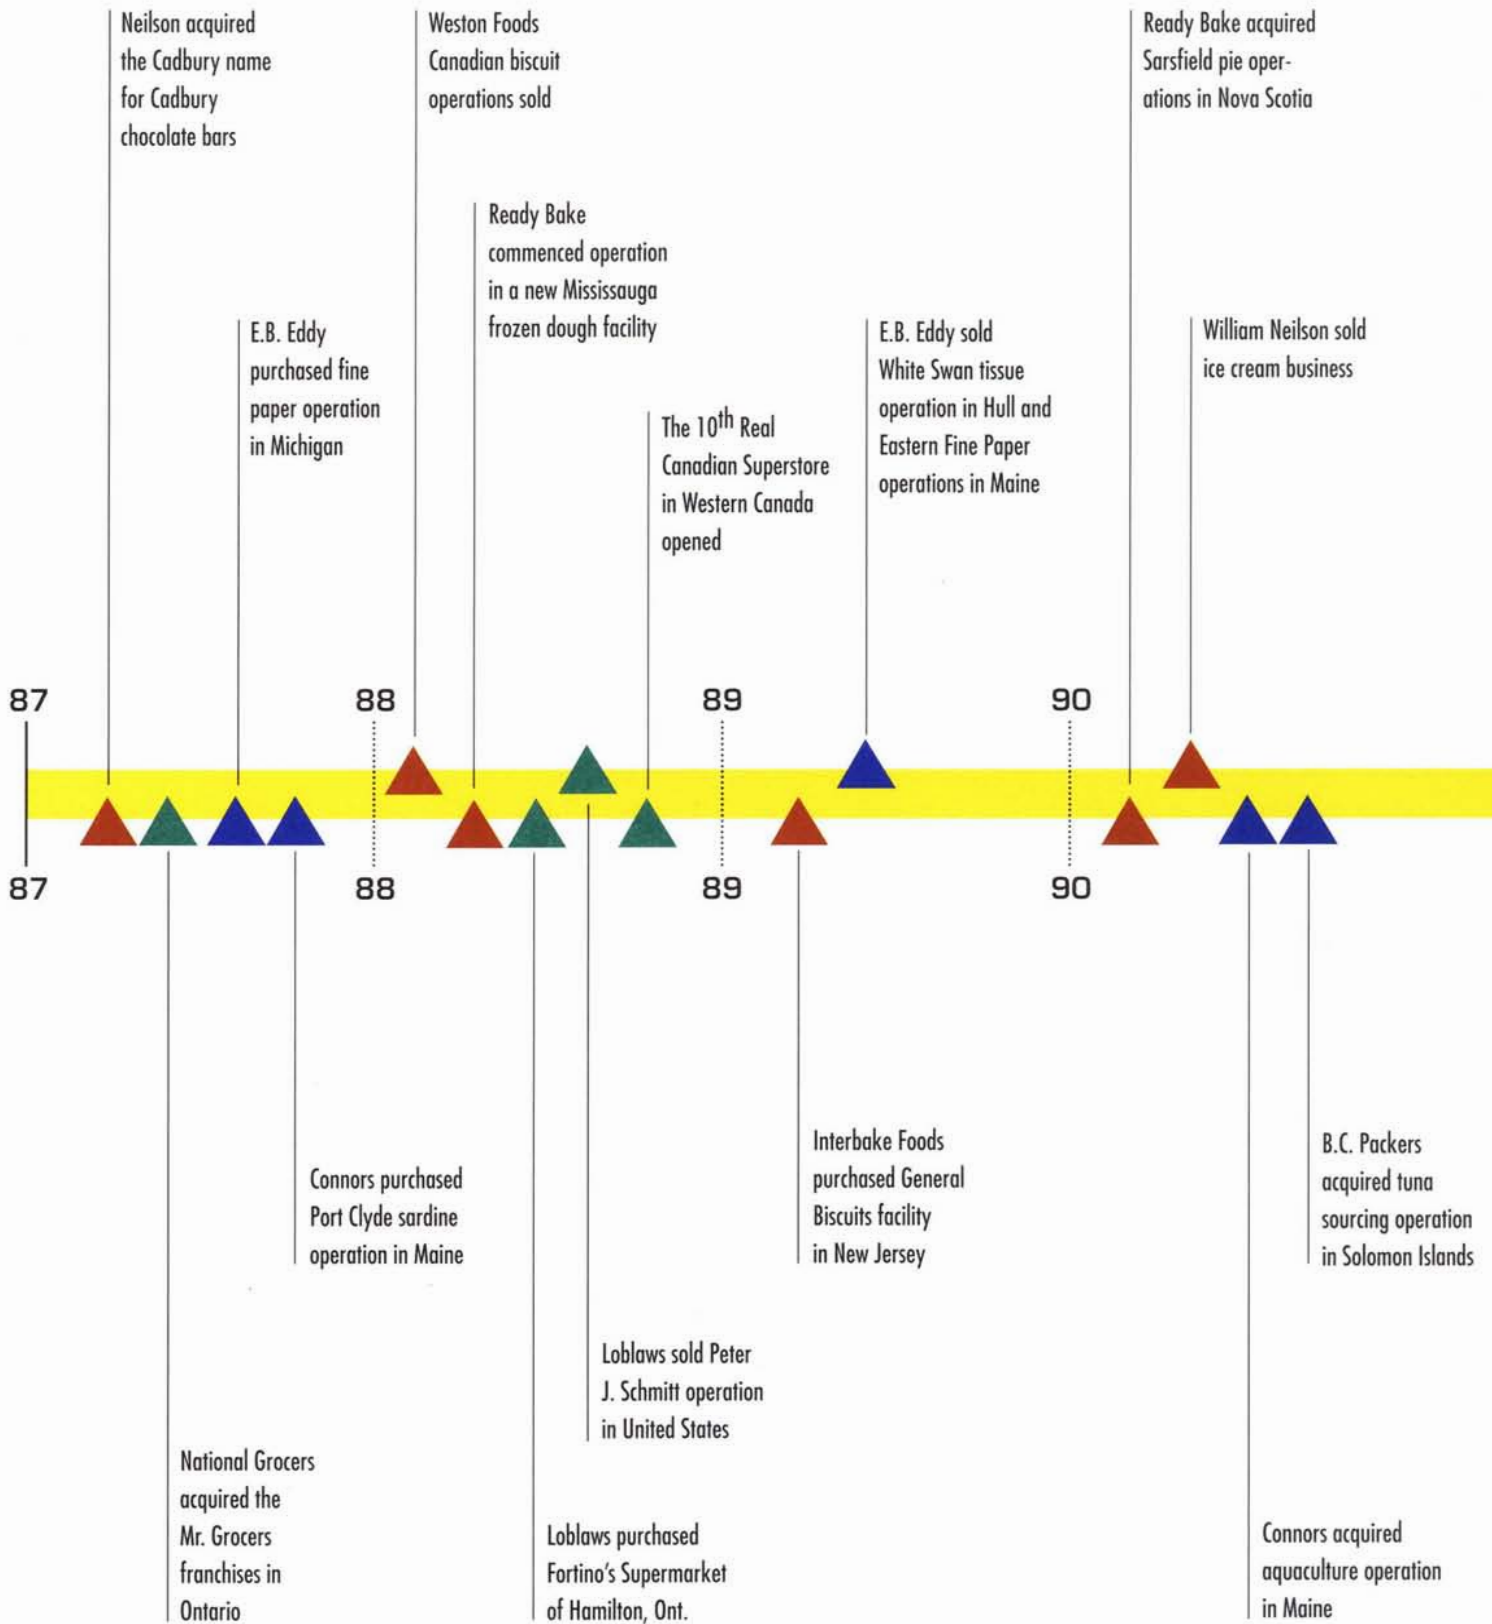 Neilson acquired
the Cadbury name
for Cadbury
chocolate bars
Weston Foods
Canadian biscuit
operations sold
Ready Bake acquired
Sarsfield pie oper-
ations in Nova Scotia
Ready Bake
commenced operation
in a new Mississauga
frozen dough facility
E.B. Eddy
purchased fine
paper operation
in Michigan
The 10th Real
Canadian Superstore
in Western Canada
opened
E.B. Eddy sold
White Swan tissue
operation in Hull and
Eastern Fine Paper
operations in Maine
William Neilson sold
ice cream business
87
88
89
90
87
88
89
90
Connors purchased
Port Clyde sardine
operation in Maine
Interbake Foods
purchased General
Biscuits facility
in New Jersey
B.C. Packers
acquired tuna
sourcing operation
in Solomon Islands
Loblaws sold Peter
J. Schmitt operation
in United States
National Grocers
acquired the
Mr. Grocers
franchises in
Ontario
Loblaws purchased
Fortino's Supermarket
of Hamilton, Ont.
Connors acquired
aquaculture operation
in Maine